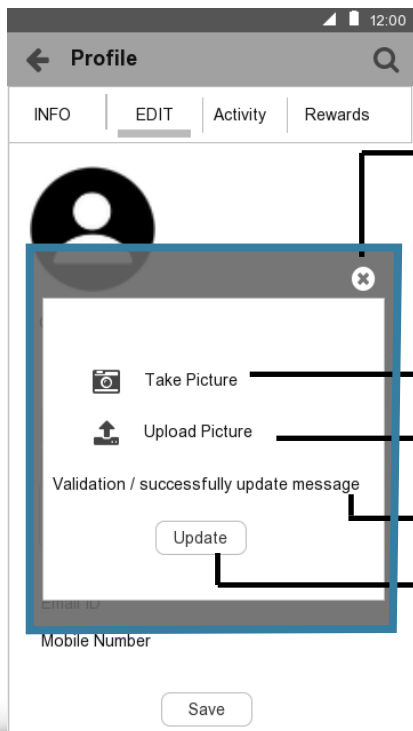 12:00
Profile
INFO EDIT Activity Rewards
Take Picture
Upload Picture
Validation / successfully update message
Update
Email ID
Mobile Number
Save